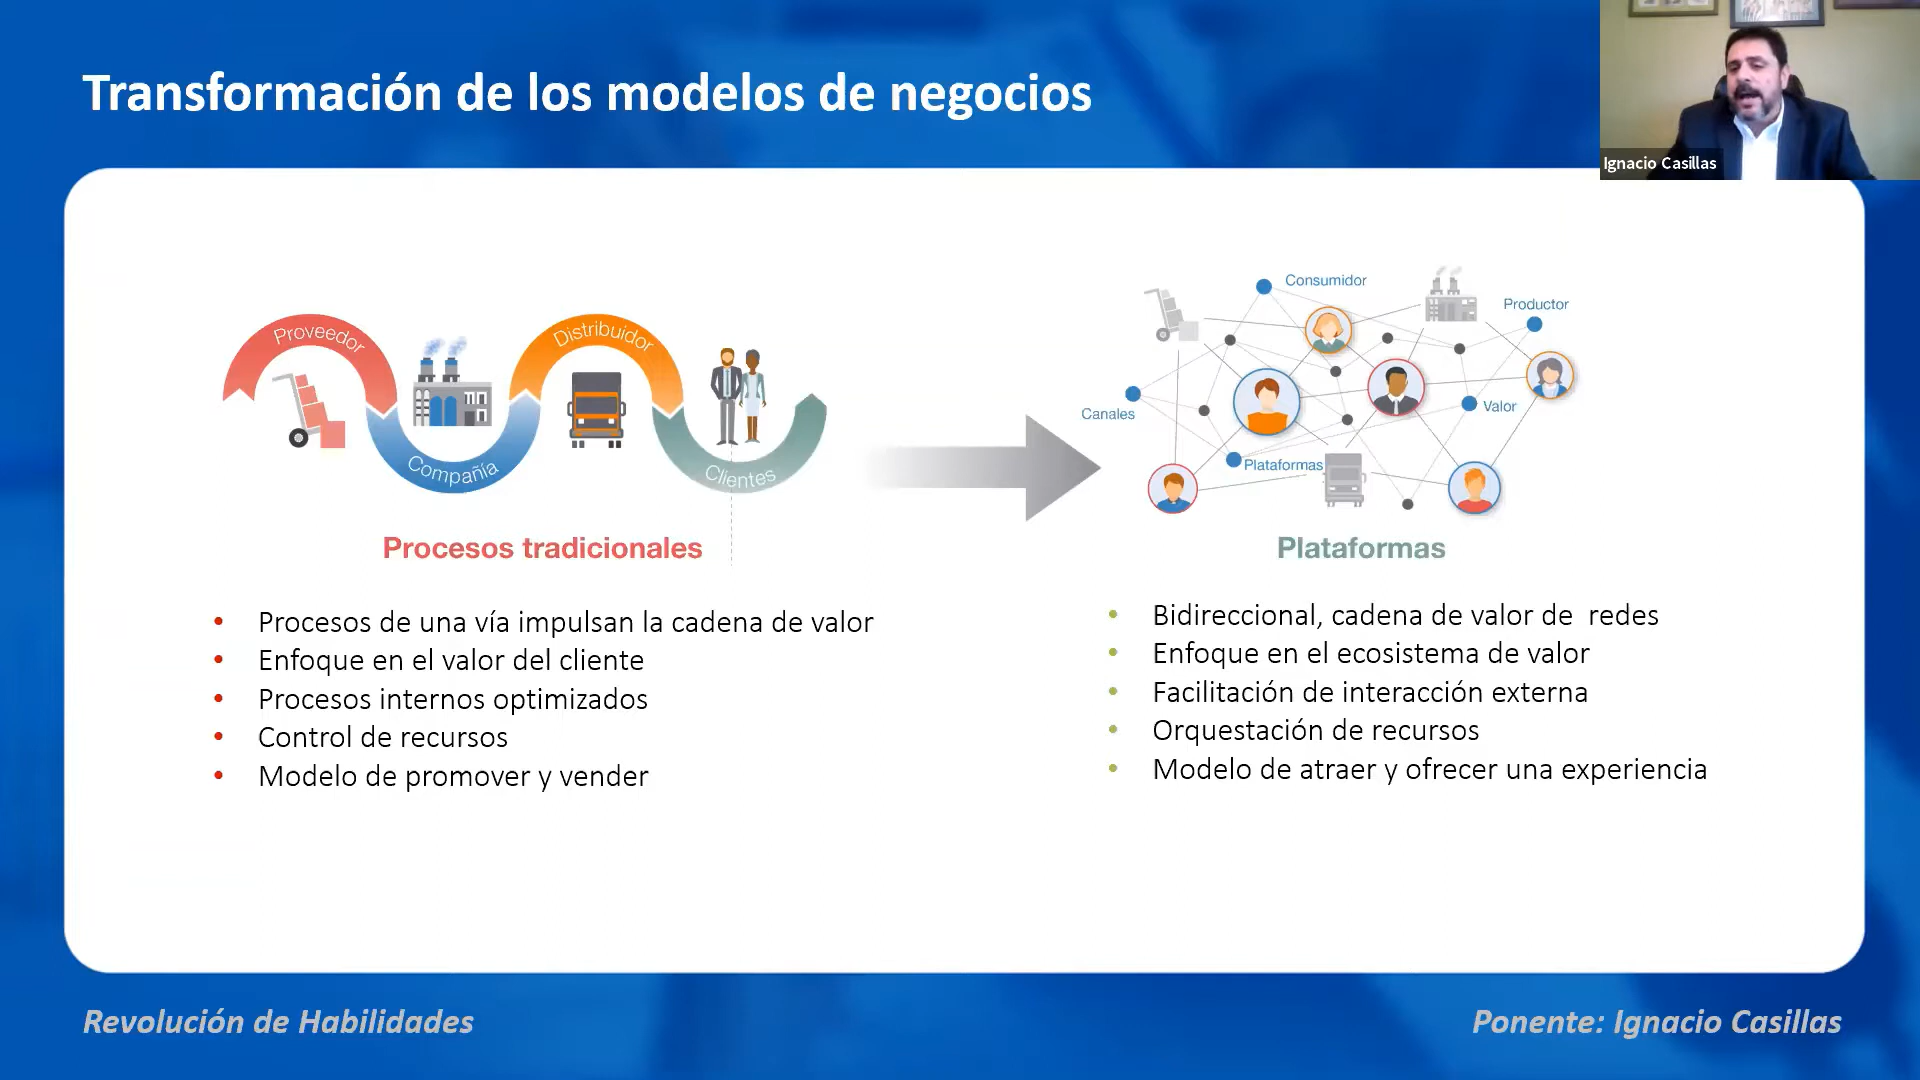 Transformación de los modelos de negocios
Ignacio Casillas
Proveedor
Compañía
Distribuidor
Clientes
Consumidor
Productor
Canales
Valor
Plataformas
Procesos tradicionales
• Procesos de una vía impulsan la cadena de valor
• Enfoque en el valor del cliente
• Procesos internos optimizados
• Control de recursos
• Modelo de promover y vender
Plataformas
• Bidireccional, cadena de valor de  redes
• Enfoque en el ecosistema de valor
• Facilitación de interacción externa
• Orquestación de recursos
• Modelo de atraer y ofrecer una experiencia
Revolución de Habilidades
Ponente: Ignacio Casillas